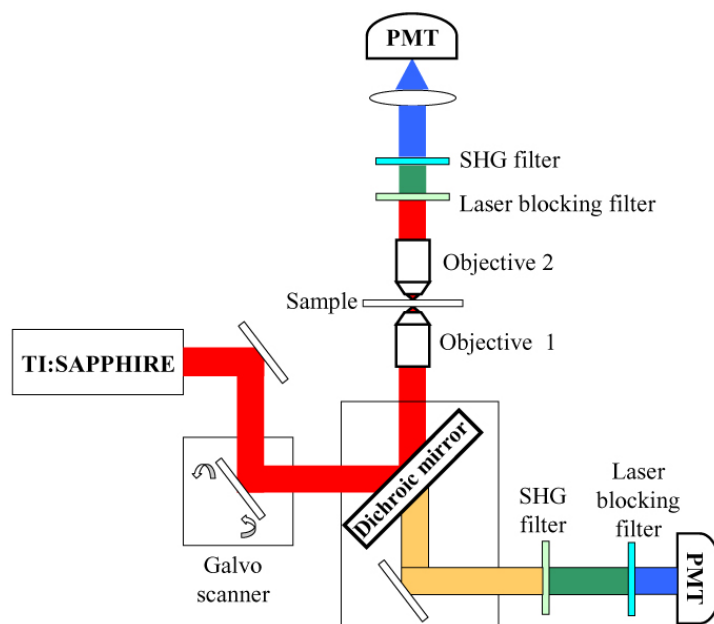 PMT
SHG filter
Laser blocking filter
Objective 2
Sample
Objective 1
TI:SAPPHIRE
Dichroic mirror
Galvo
scanner
SHG
filter
Laser
blocking
filter
PMT